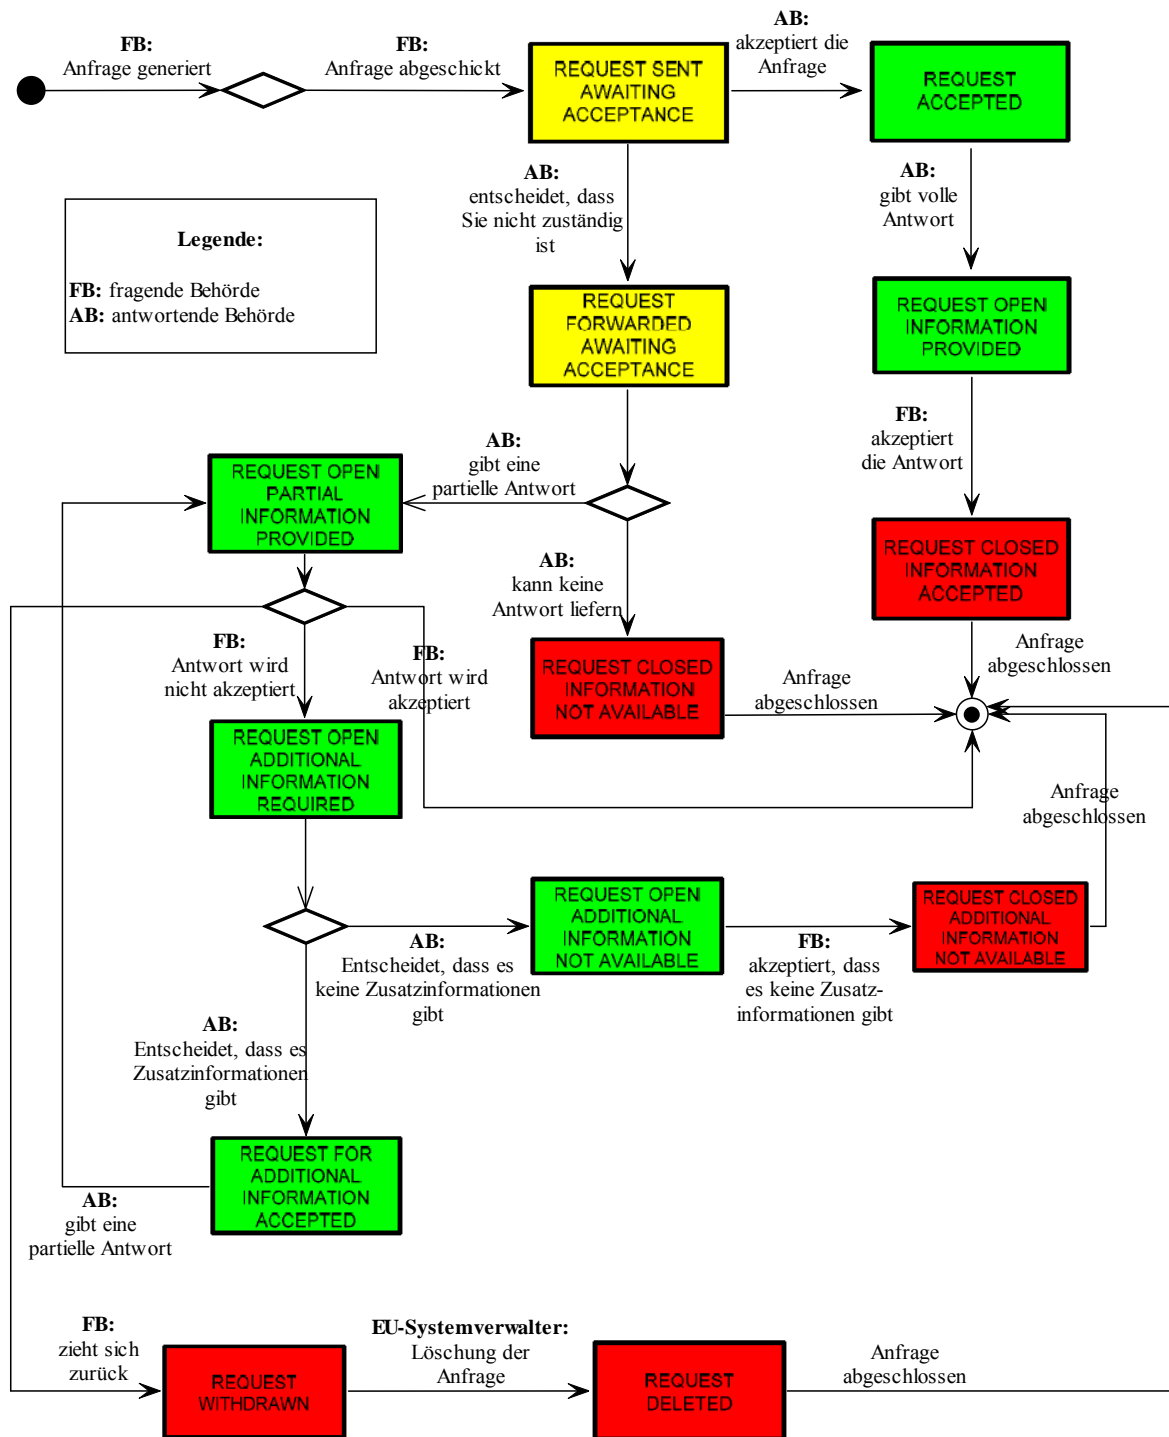 FB:
Anfrage generiert
FB:
Anfrage abgeschickt
REQUEST SENT
AWAITING
ACCEPTANCE
AB:
akzeptiert die
Anfrage
REQUEST
ACCEPTED
AB:
entscheidet, dass
Sie nicht zuständig
ist
AB:
gibt volle
Antwort
Legende:
FB: fragende Behörde
AB: antwortende Behörde
REQUEST
FORWARDED
AWAITING
ACCEPTANCE
REQUEST OPEN
INFORMATION
PROVIDED
FB:
akzeptiert
die Antwort
AB:
gibt eine
partielle Antwort
REQUEST OPEN
PARTIAL
INFORMATION
PROVIDED
AB:
kann keine
Antwort liefern
REQUEST CLOSED
INFORMATION
ACCEPTED
FB:
Antwort wird
nicht akzeptiert
FB:
Antwort wird
akzeptiert
REQUEST CLOSED
INFORMATION
NOT AVAILABLE
Anfrage
abgeschlossen
Anfrage
abgeschlossen
REQUEST OPEN
ADDITIONAL
INFORMATION
REQUIRED
Anfrage
abgeschlossen
AB:
Entscheidet, dass es
keine Zusatzinformationen
gibt
REQUEST OPEN
ADDITIONAL
INFORMATION
NOT AVAILABLE
FB:
akzeptiert, dass
es keine Zusatz-
informationen gibt
REQUEST CLOSED
ADDITIONAL
INFORMATION
NOT AVAILABLE
AB:
Entscheidet, dass es
Zusatzinformationen
gibt
REQUEST FOR
ADDITIONAL
INFORMATION
ACCEPTED
AB:
gibt eine
partielle Antwort
FB:
zieht sich
zurück
REQUEST
WITHDRAWN
EU-Systemverwalter:
Löschung der
Anfrage
REQUEST
DELETED
Anfrage
abgeschlossen